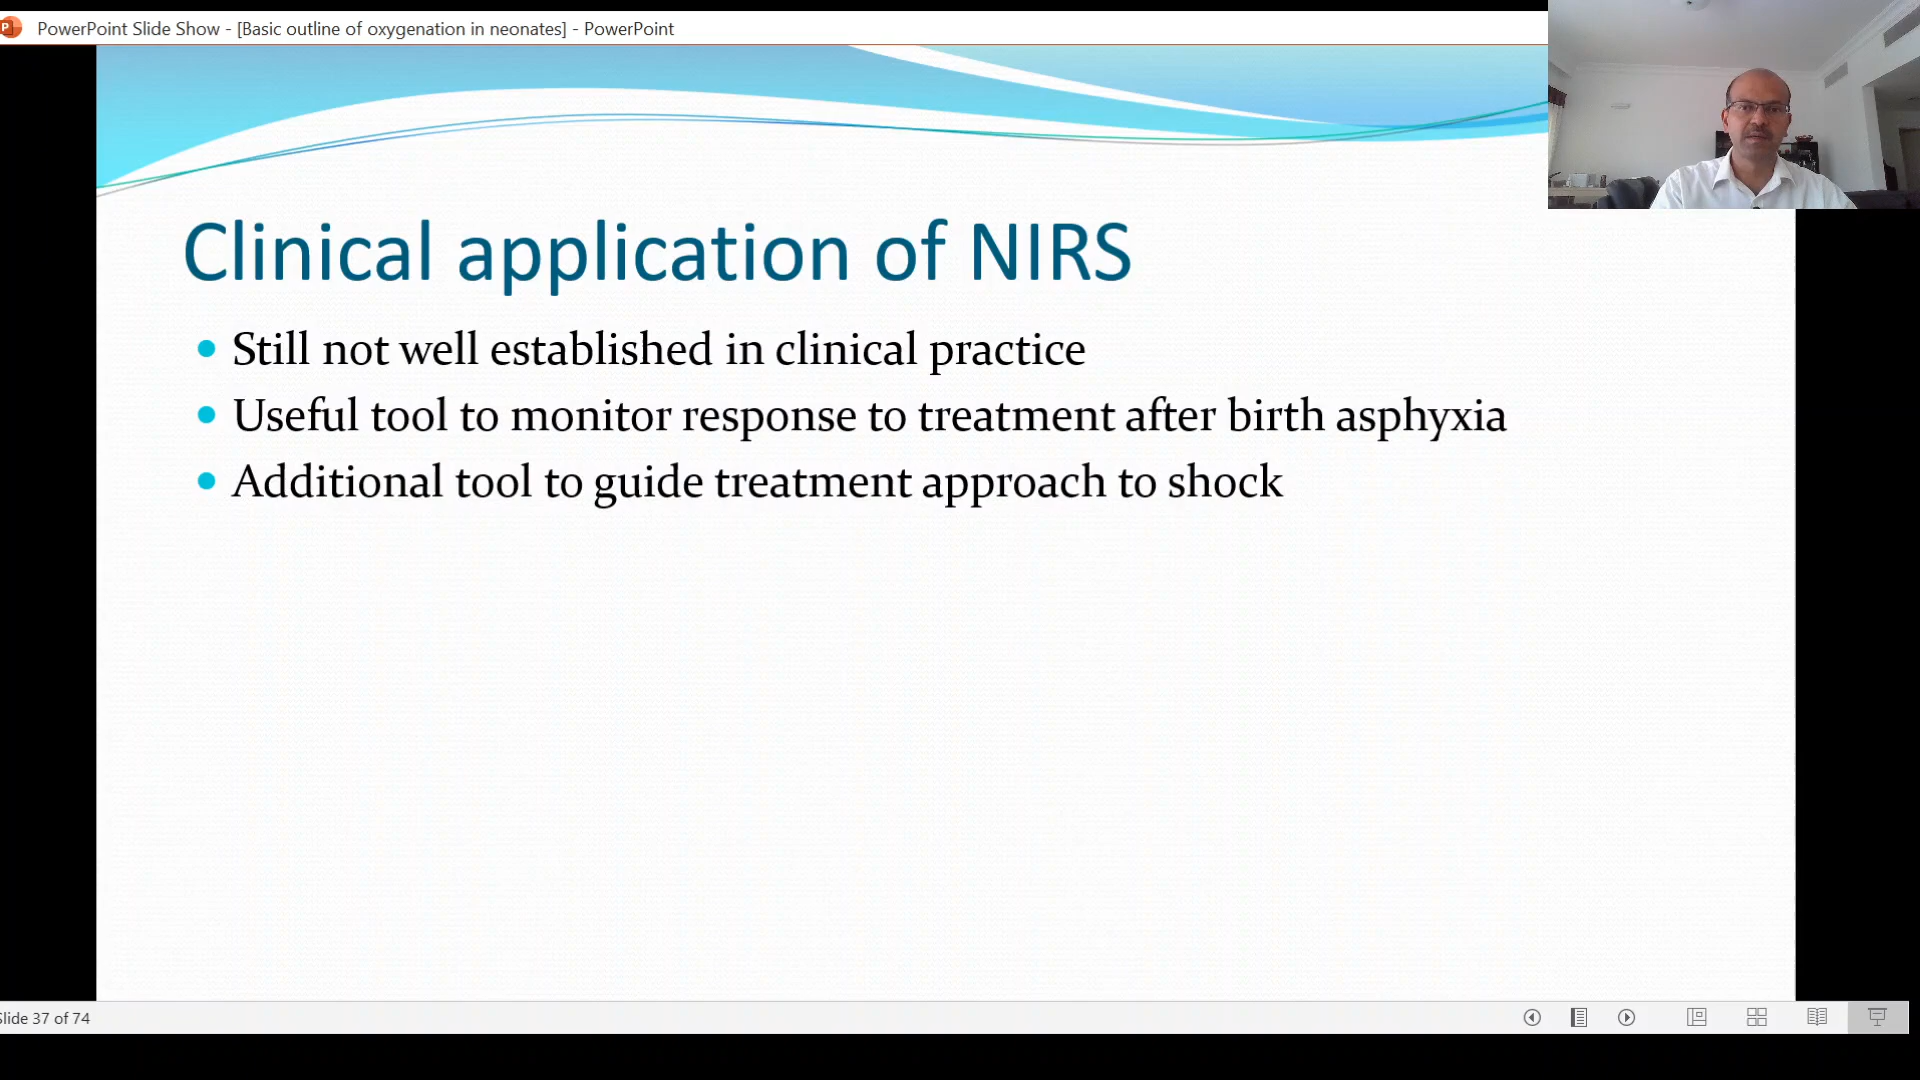 PowerPoint Slide Show - [Basic outline of oxygenation in neonates] - PowerPoint
Clinical application of NIRS
Still not well established in clinical practice
Useful tool to monitor response to treatment after birth asphyxia
Additional tool to guide treatment approach to shock
Slide 37 of 74